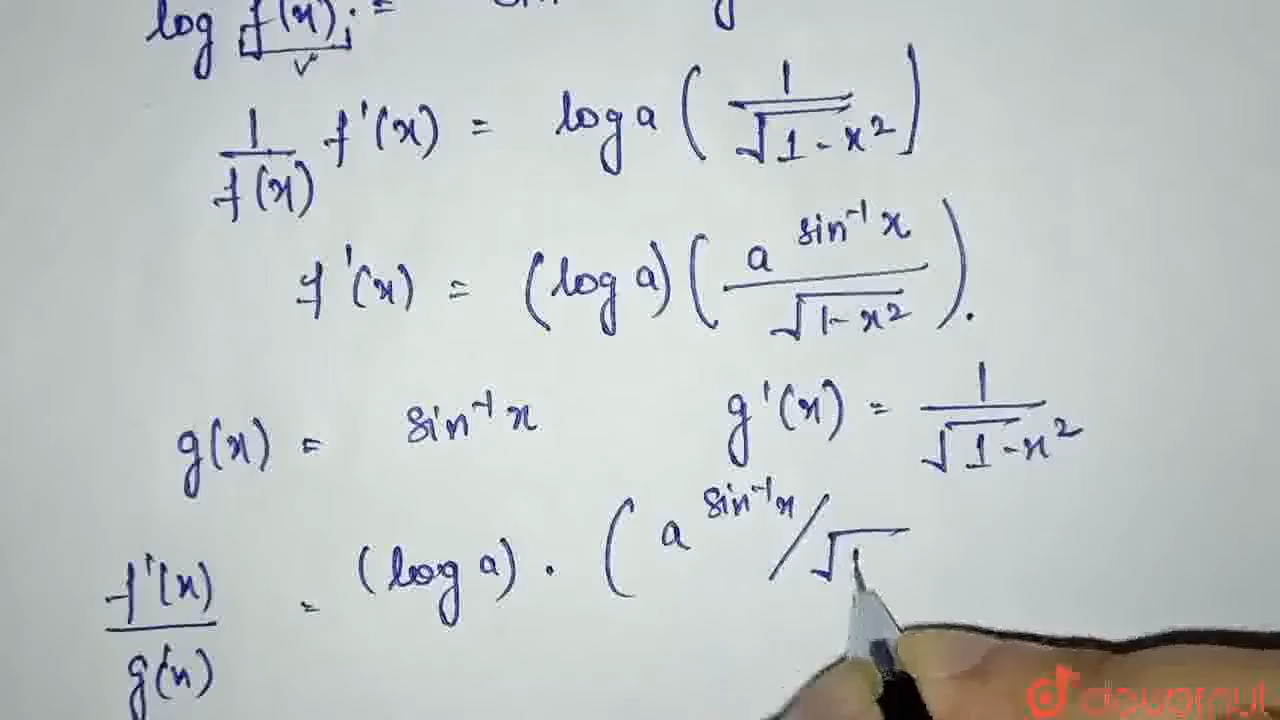 log f(x) =
1/f(x) f'(x) = log a ( 1/√1-x² )
f'(x) = (log a) ( a^sin⁻¹x / √1-x² ).
g(x) = sin⁻¹x g'(x) = 1/√1-x²
f'(x)/g'(x) = (log a) . ( a^sin⁻¹x / √1
doubtnut